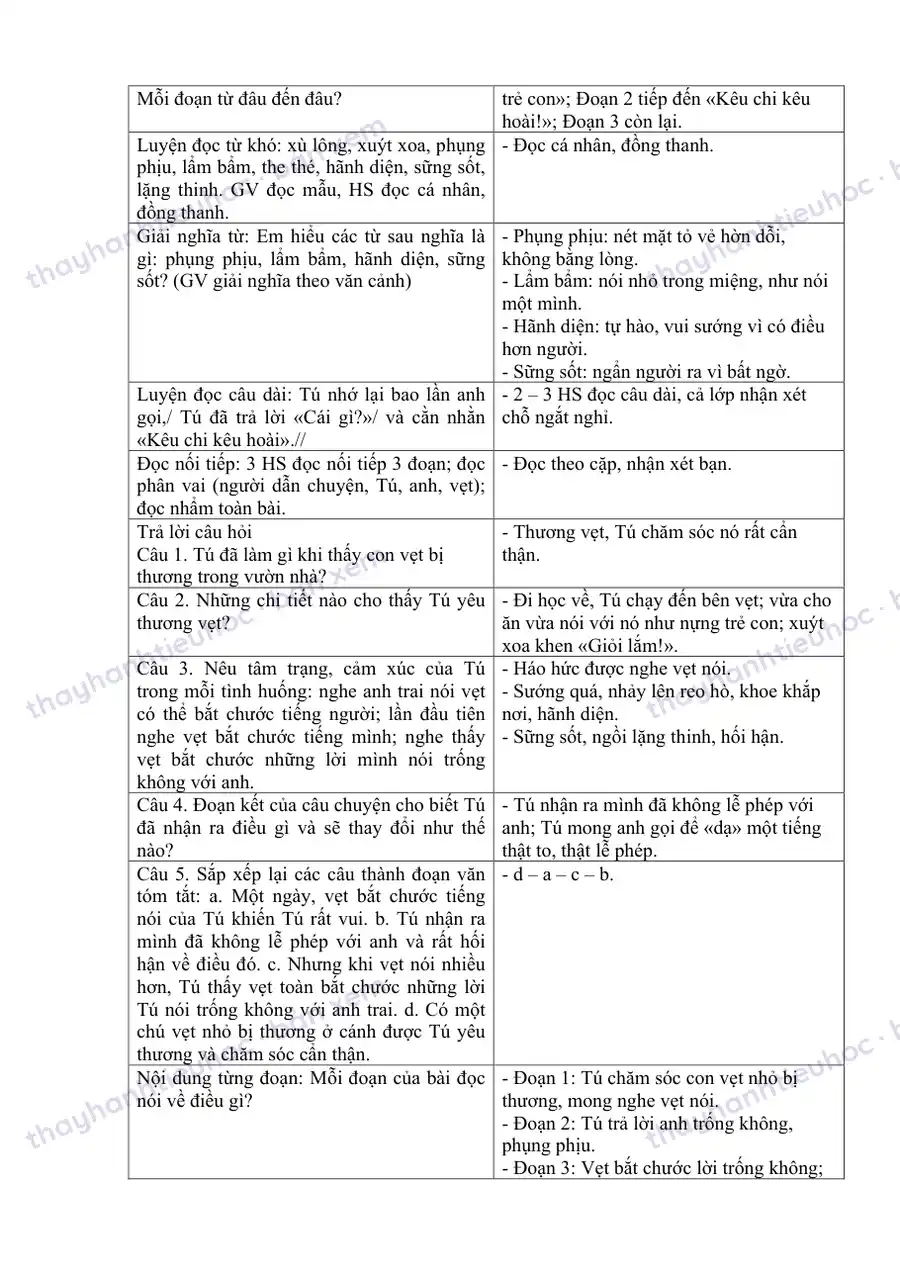 Mỗi đoạn từ đâu đến đâu?
trẻ con»; Đoạn 2 tiếp đến «Kêu chi kêu
hoài!»; Đoạn 3 còn lại.
Luyện đọc từ khó: xù lông, xuýt xoa, phụng
phịu, lẩm bẩm, the thé, hãnh diện, sững sốt,
lặng thinh. GV đọc mẫu, HS đọc cá nhân,
đồng thanh.
- Đọc cá nhân, đồng thanh.
Giải nghĩa từ: Em hiểu các từ sau nghĩa là
gì: phụng phịu, lẩm bẩm, hãnh diện, sững
sốt? (GV giải nghĩa theo văn cảnh)
- Phụng phịu: nét mặt tỏ vẻ hờn dỗi,
không bằng lòng.
- Lẩm bẩm: nói nhỏ trong miệng, như nói
một mình.
- Hãnh diện: tự hào, vui sướng vì có điều
hơn người.
- Sững sốt: ngẩn người ra vì bất ngờ.
Luyện đọc câu dài: Tú nhớ lại bao lần anh
gọi,/ Tú đã trả lời «Cái gì?»/ và cằn nhằn
«Kêu chi kêu hoài».//
- 2 – 3 HS đọc câu dài, cả lớp nhận xét
chỗ ngắt nghỉ.
Đọc nối tiếp: 3 HS đọc nối tiếp 3 đoạn; đọc
phân vai (người dẫn chuyện, Tú, anh, vẹt);
đọc nhẩm toàn bài.
- Đọc theo cặp, nhận xét bạn.
Trả lời câu hỏi
Câu 1. Tú đã làm gì khi thấy con vẹt bị
thương trong vườn nhà?
- Thương vẹt, Tú chăm sóc nó rất cẩn
thận.
Câu 2. Những chi tiết nào cho thấy Tú yêu
thương vẹt?
- Đi học về, Tú chạy đến bên vẹt; vừa cho
ăn vừa nói với nó như nựng trẻ con; xuýt
xoa khen «Giỏi lắm!».
Câu 3. Nêu tâm trạng, cảm xúc của Tú
trong mỗi tình huống: nghe anh trai nói vẹt
có thể bắt chước tiếng người; lần đầu tiên
nghe vẹt bắt chước tiếng mình; nghe thấy
vẹt bắt chước những lời mình nói trống
không với anh.
- Háo hức được nghe vẹt nói.
- Sướng quá, nhảy lên reo hò, khoe khắp
nơi, hãnh diện.
- Sững sốt, ngồi lặng thinh, hối hận.
Câu 4. Đoạn kết của câu chuyện cho biết Tú
đã nhận ra điều gì và sẽ thay đổi như thế
nào?
- Tú nhận ra mình đã không lễ phép với
anh; Tú mong anh gọi để «dạ» một tiếng
thật to, thật lễ phép.
Câu 5. Sắp xếp lại các câu thành đoạn văn
tóm tắt: a. Một ngày, vẹt bắt chước tiếng
nói của Tú khiến Tú rất vui. b. Tú nhận ra
mình đã không lễ phép với anh và rất hối
hận về điều đó. c. Nhưng khi vẹt nói nhiều
hơn, Tú thấy vẹt toàn bắt chước những lời
Tú nói trống không với anh trai. d. Có một
chú vẹt nhỏ bị thương ở cánh được Tú yêu
thương và chăm sóc cẩn thận.
- d – a – c – b.
Nội dung từng đoạn: Mỗi đoạn của bài đọc
nói về điều gì?
- Đoạn 1: Tú chăm sóc con vẹt nhỏ bị
thương, mong nghe vẹt nói.
- Đoạn 2: Tú trả lời anh trống không,
phụng phịu.
- Đoạn 3: Vẹt bắt chước lời trống không;
thayhanhtieuhoc · bản xem
thayhanhtieuhoc · b
thayhanhtieuhoc · bản xem
thayhanhtieuhoc · b
thayhanhtieuhoc · bản xem
thayhanhtieuhoc · b